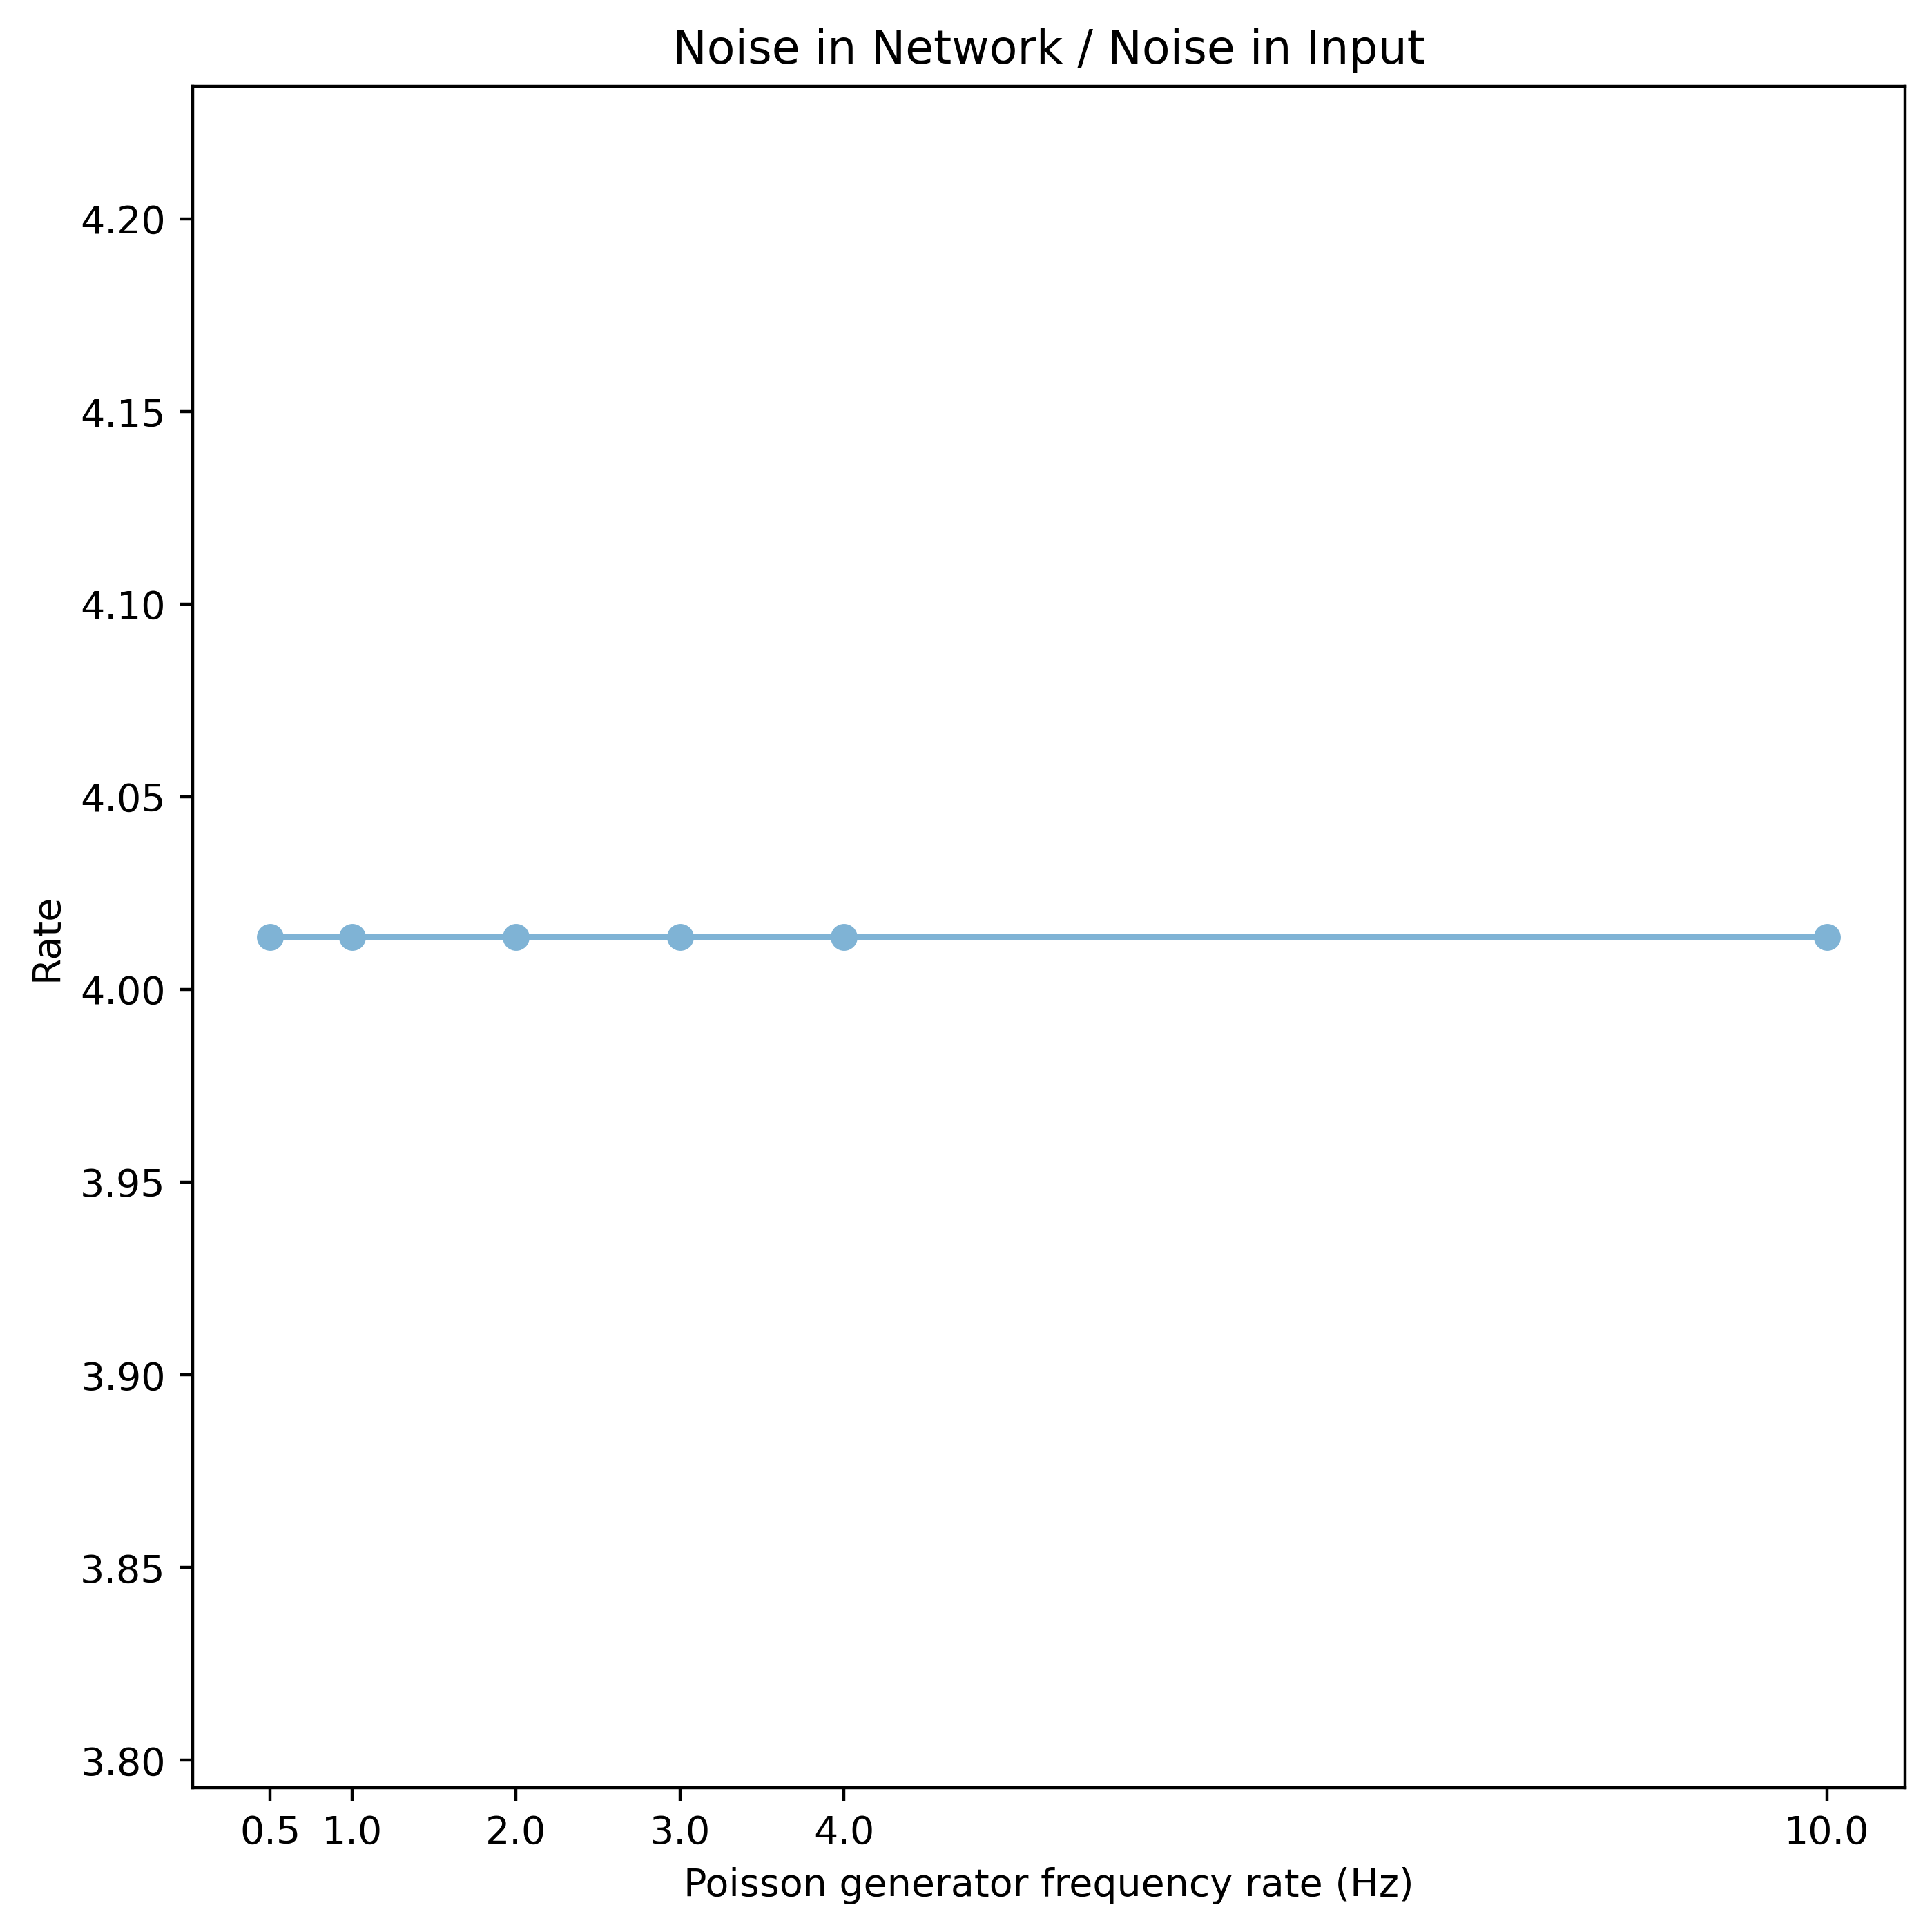 Noise in Network / Noise in Input
4.20
4.15
4.10
4.05
4.00
3.95
3.90
3.85
3.80
Rate
0.5 1.0 2.0 3.0 4.0 10.0
Poisson generator frequency rate (Hz)